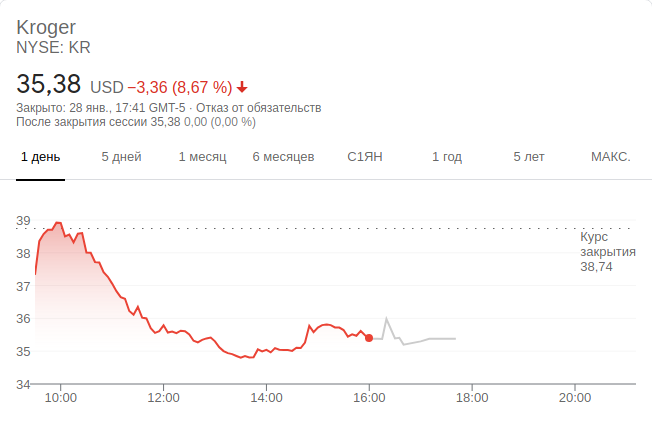 Kroger
NYSE: KR
35,38 USD −3,36 (8,67 %)
Закрыто: 28 янв., 17:41 GMT-5 · Отказ от обязательств
После закрытия сессии 35,38 0,00 (0,00 %)
1 день 5 дней 1 месяц 6 месяцев С1ЯН 1 год 5 лет МАКС.
39
Курс
закрытия
38,74
38
37
36
35
34
10:00 12:00 14:00 16:00 18:00 20:00